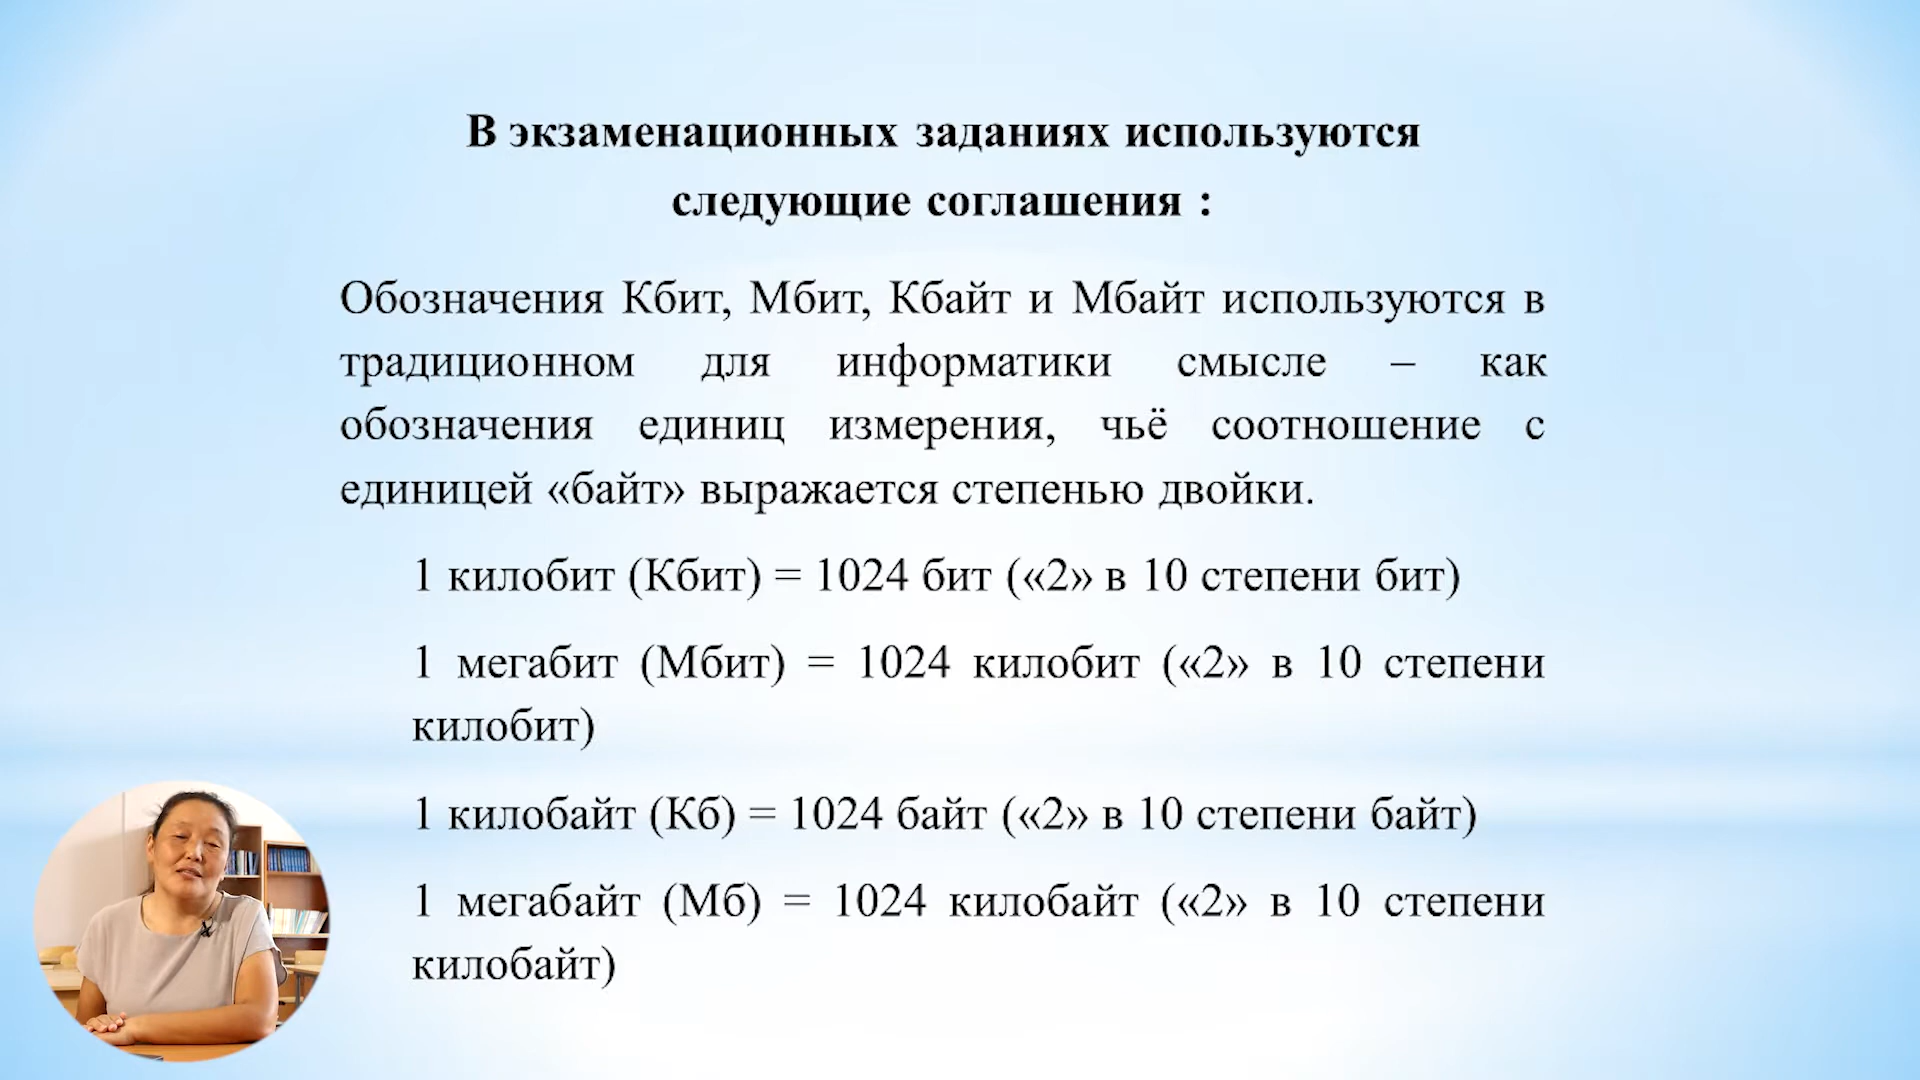 В экзаменационных заданиях используются
следующие соглашения :
Обозначения Кбит, Мбит, Кбайт и Мбайт используются в
традиционном для информатики смысле – как
обозначения единиц измерения, чьё соотношение с
единицей «байт» выражается степенью двойки.
1 килобит (Кбит) = 1024 бит («2» в 10 степени бит)
1 мегабит (Мбит) = 1024 килобит («2» в 10 степени
килобит)
1 килобайт (Кб) = 1024 байт («2» в 10 степени байт)
1 мегабайт (Мб) = 1024 килобайт («2» в 10 степени
килобайт)